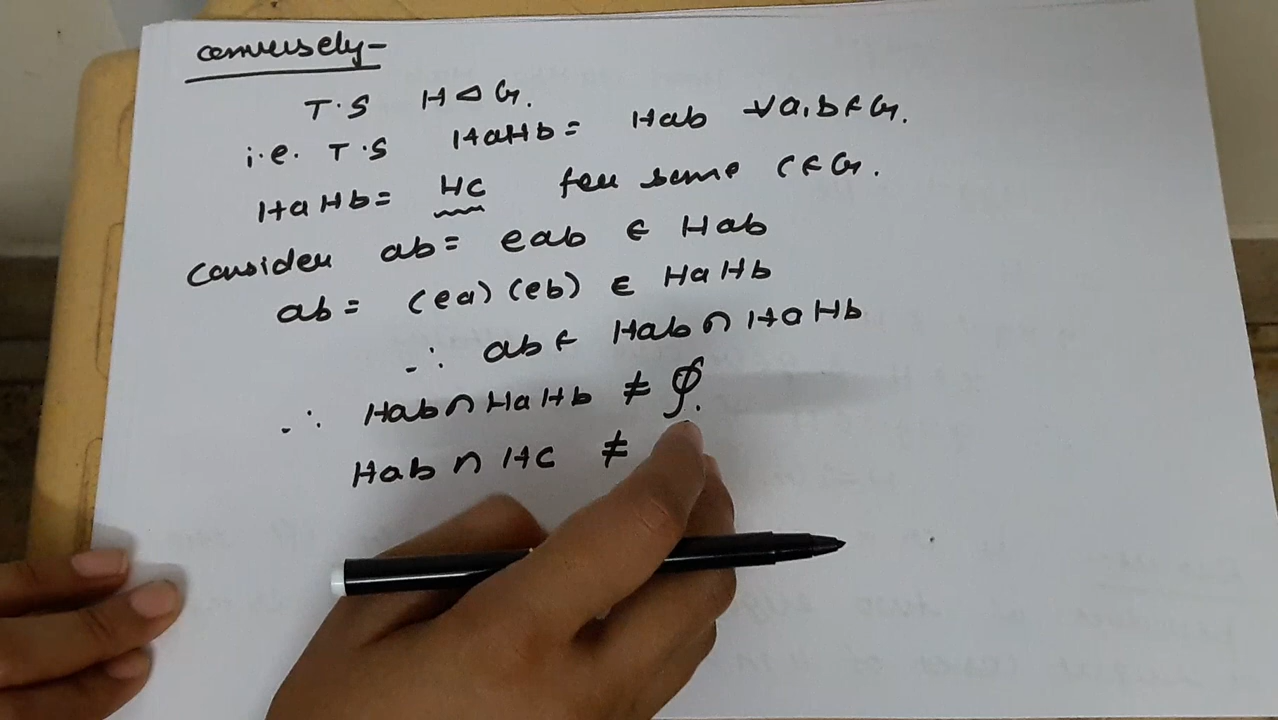 conversely-
T.S H⊲G.
i.e. T.S HaHb= Hab ∀a,b∈G.
HaHb= HC for some C∈G.
Consider ab= eab ∈ Hab
ab= (ea)(eb) ∈ HaHb
∴ ab∈ Hab∩HaHb
∴ Hab∩HaHb ≠ φ.
Hab ∩ HC ≠